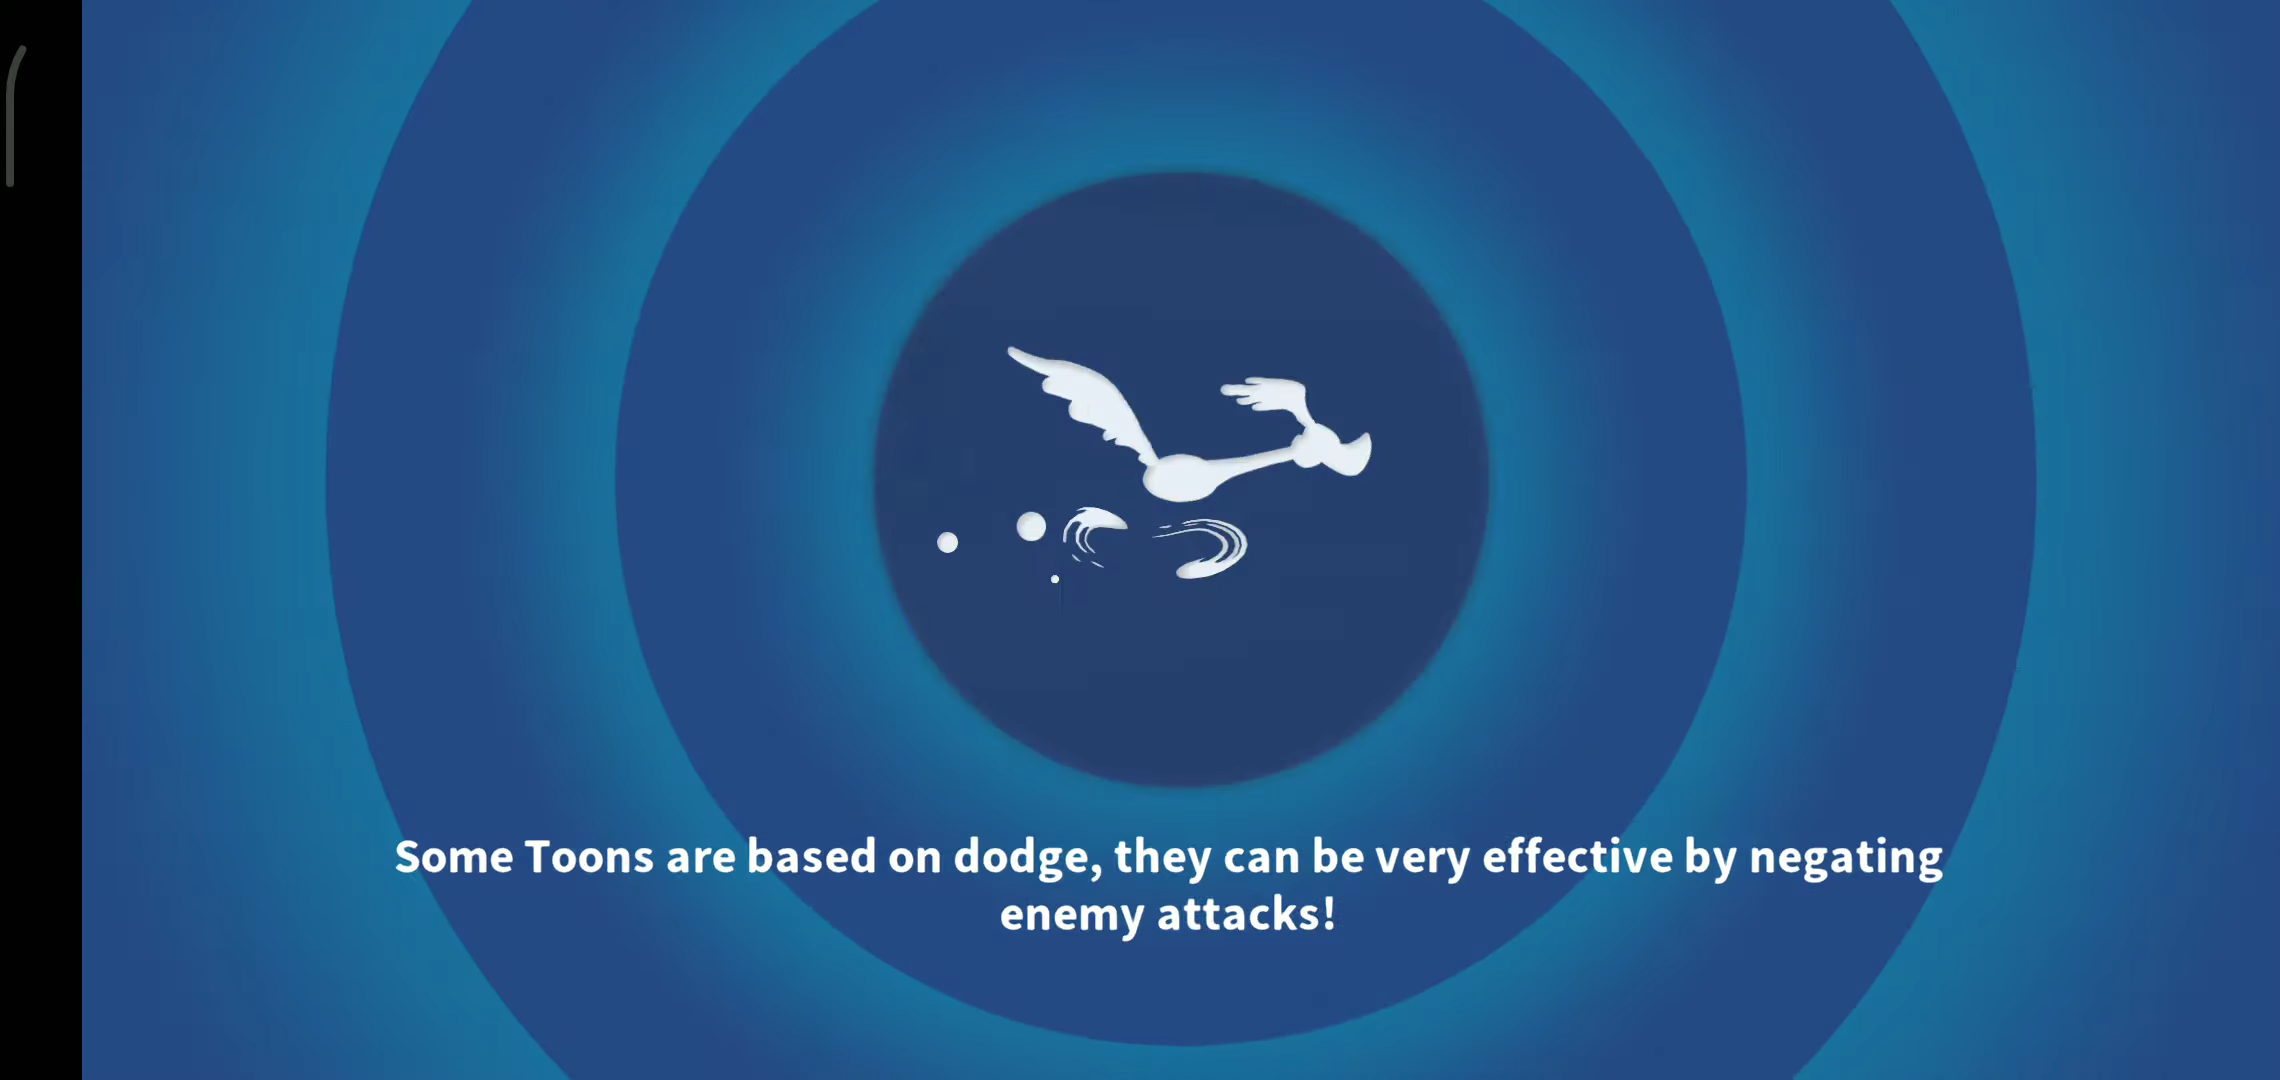 Some Toons are based on dodge, they can be very effective by negating
enemy attacks!